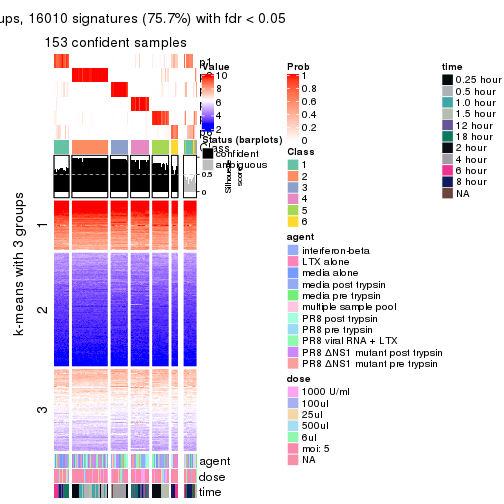 ups, 16010 signatures (75.7%) with fdr < 0.05
153 confident samples
k-means with 3 groups
1
2
3
p1
Value
10
8
6
4
2
Status (barplots)
confident
ambiguous
0.5
0
Silhouette
score
agent
dose
time
Prob
1
0.8
0.6
0.4
0.2
0
Class
1
2
3
4
5
6
agent
interferon-beta
LTX alone
media alone
media post trypsin
media pre trypsin
multiple sample pool
PR8 post trypsin
PR8 pre trypsin
PR8 viral RNA + LTX
PR8 ΔNS1 mutant post trypsin
PR8 ΔNS1 mutant pre trypsin
dose
1000 U/ml
100ul
25ul
500ul
6ul
moi: 5
NA
time
0.25 hour
0.5 hour
1.0 hour
1.5 hour
12 hour
18 hour
2 hour
4 hour
6 hour
8 hour
NA